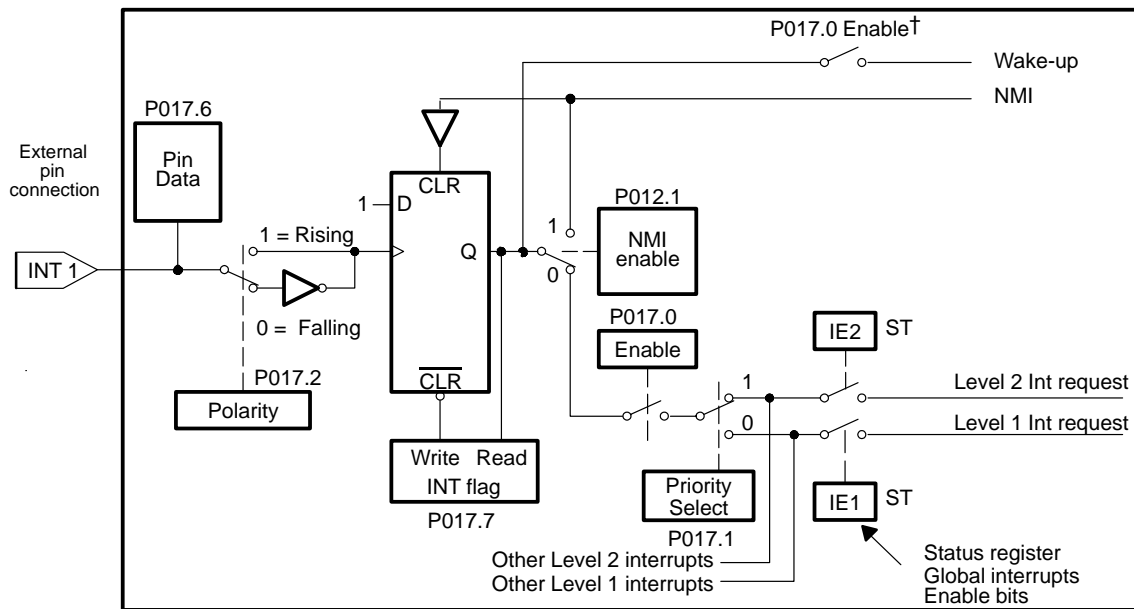 P017.0 Enable†
Wake-up
NMI
P017.6
Pin
Data
External
pin
connection
CLR
1
D
Q
P012.1
1
NMI
enable
0
1 = Rising
INT 1
0 = Falling
P017.0
Enable
IE2
ST
P017.2
Polarity
CLR
1
Level 2 Int request
0
Level 1 Int request
Write
Read
INT flag
P017.7
Priority
Select
P017.1
IE1
ST
Other Level 2 interrupts
Other Level 1 interrupts
Status register
Global interrupts
Enable bits